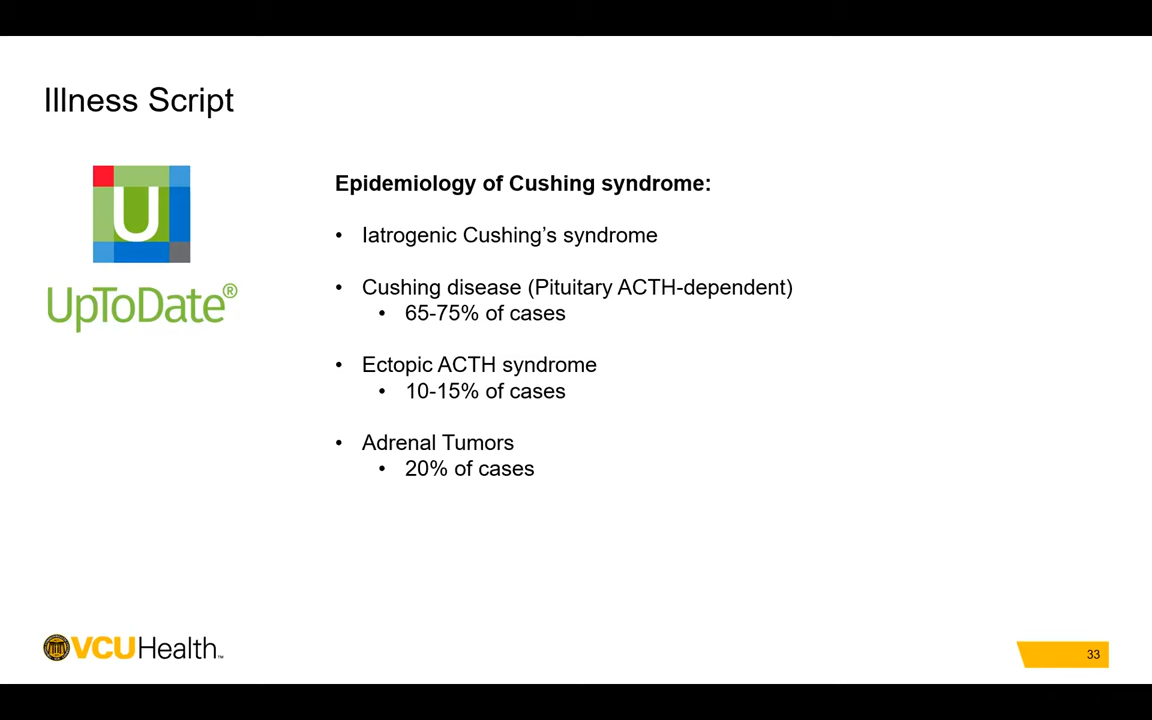 Illness Script
U
UpToDate®
Epidemiology of Cushing syndrome:
• Iatrogenic Cushing’s syndrome
• Cushing disease (Pituitary ACTH-dependent)
• 65-75% of cases
• Ectopic ACTH syndrome
• 10-15% of cases
• Adrenal Tumors
• 20% of cases
VCUHealth™
33